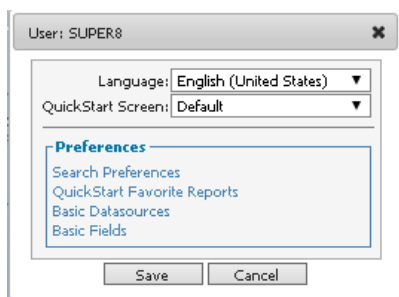 User: SUPER8
Language: English (United States)
QuickStart Screen: Default
Preferences
Search Preferences
QuickStart Favorite Reports
Basic Datasources
Basic Fields
Save Cancel